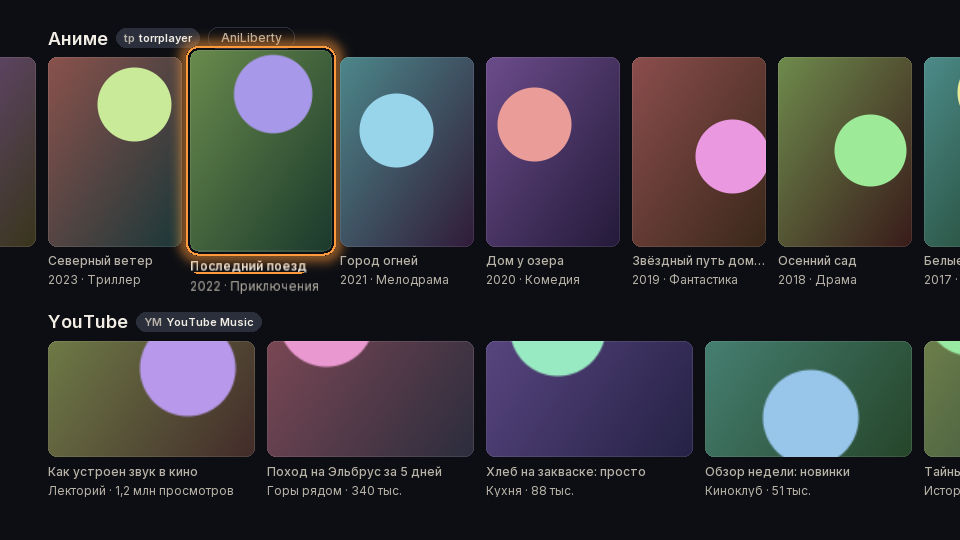 Аниме tp torrplayer AniLiberty
Северный ветер
2023 · Триллер
Последний поезд
2022 · Приключения
Город огней
2021 · Мелодрама
Дом у озера
2020 · Комедия
Звёздный путь дом…
2019 · Фантастика
Осенний сад
2018 · Драма
Белые
2017 ·
YouTube YM YouTube Music
Как устроен звук в кино
Лекторий · 1,2 млн просмотров
Поход на Эльбрус за 5 дней
Горы рядом · 340 тыс.
Хлеб на закваске: просто
Кухня · 88 тыс.
Обзор недели: новинки
Киноклуб · 51 тыс.
Тайны
Истор